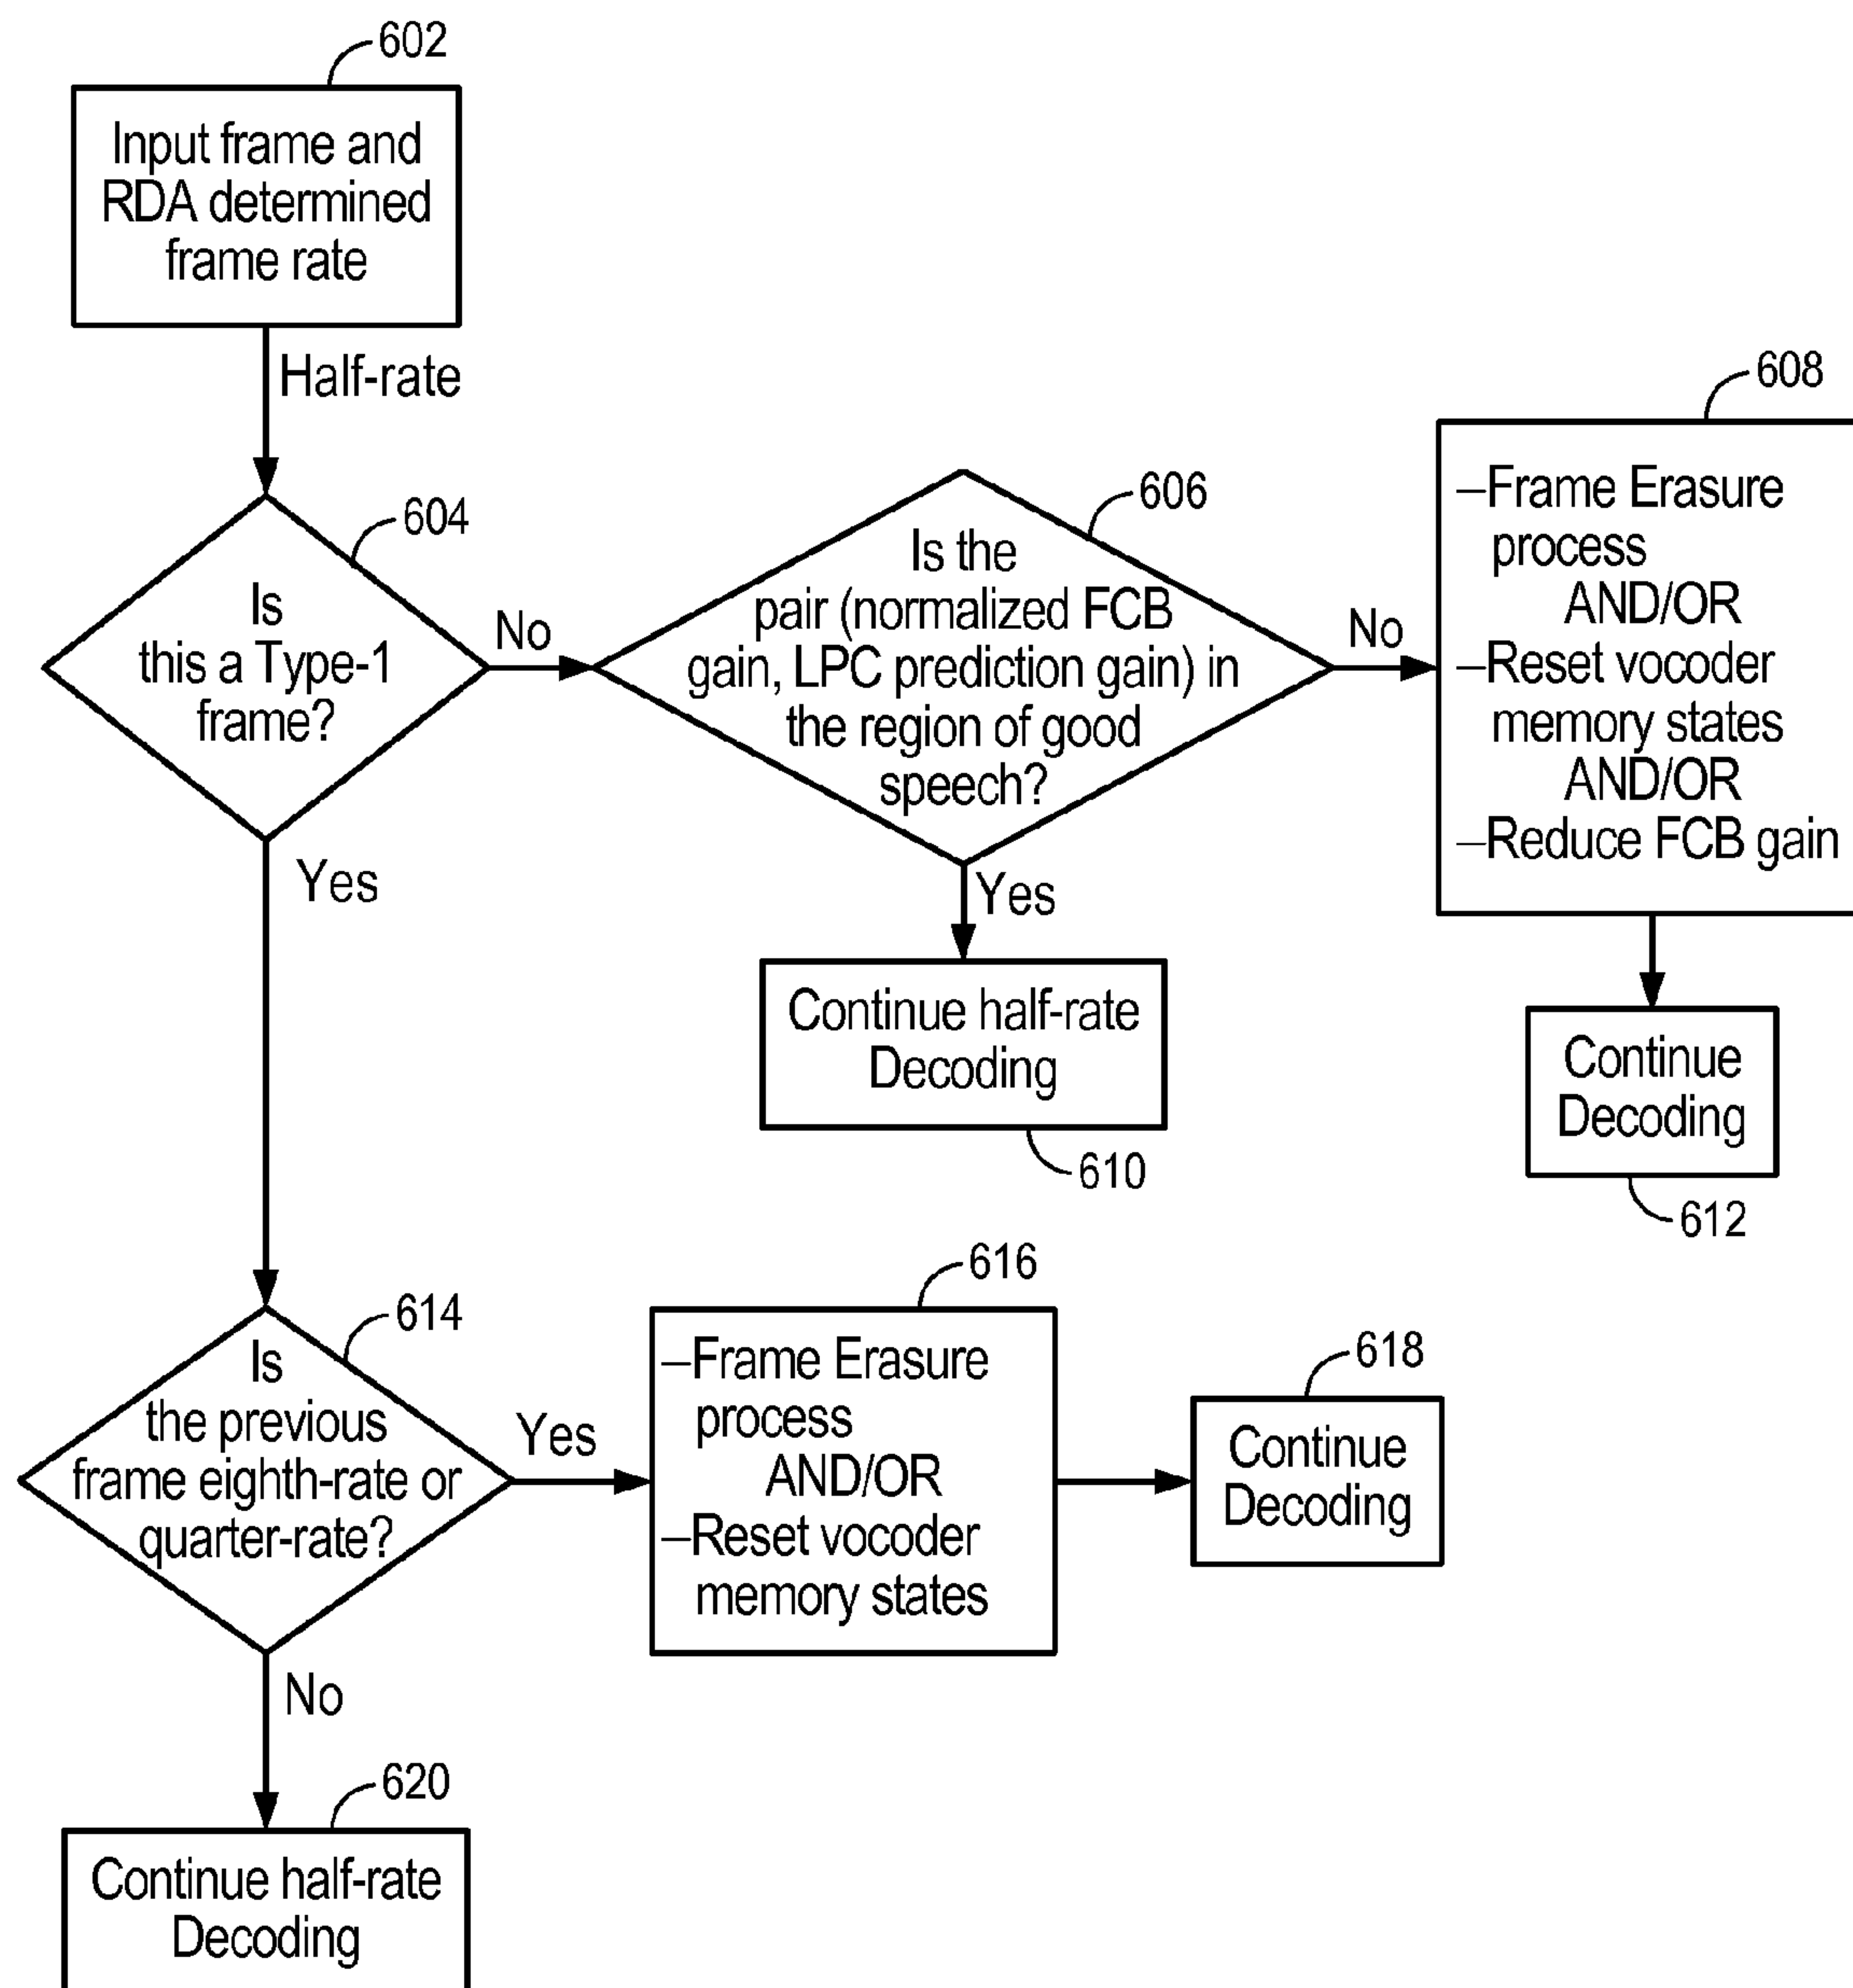 602
Input frame and
RDA determined
frame rate
Half-rate
604
Is
this a Type-1
frame?
No
606
Is the
pair (normalized FCB
gain, LPC prediction gain) in
the region of good
speech?
No
608
–Frame Erasure
process
AND/OR
–Reset vocoder
memory states
AND/OR
–Reduce FCB gain
Yes
Yes
Continue half-rate
Decoding
610
Continue
Decoding
612
614
Is
the previous
frame eighth-rate or
quarter-rate?
Yes
616
–Frame Erasure
process
AND/OR
–Reset vocoder
memory states
618
Continue
Decoding
No
620
Continue half-rate
Decoding